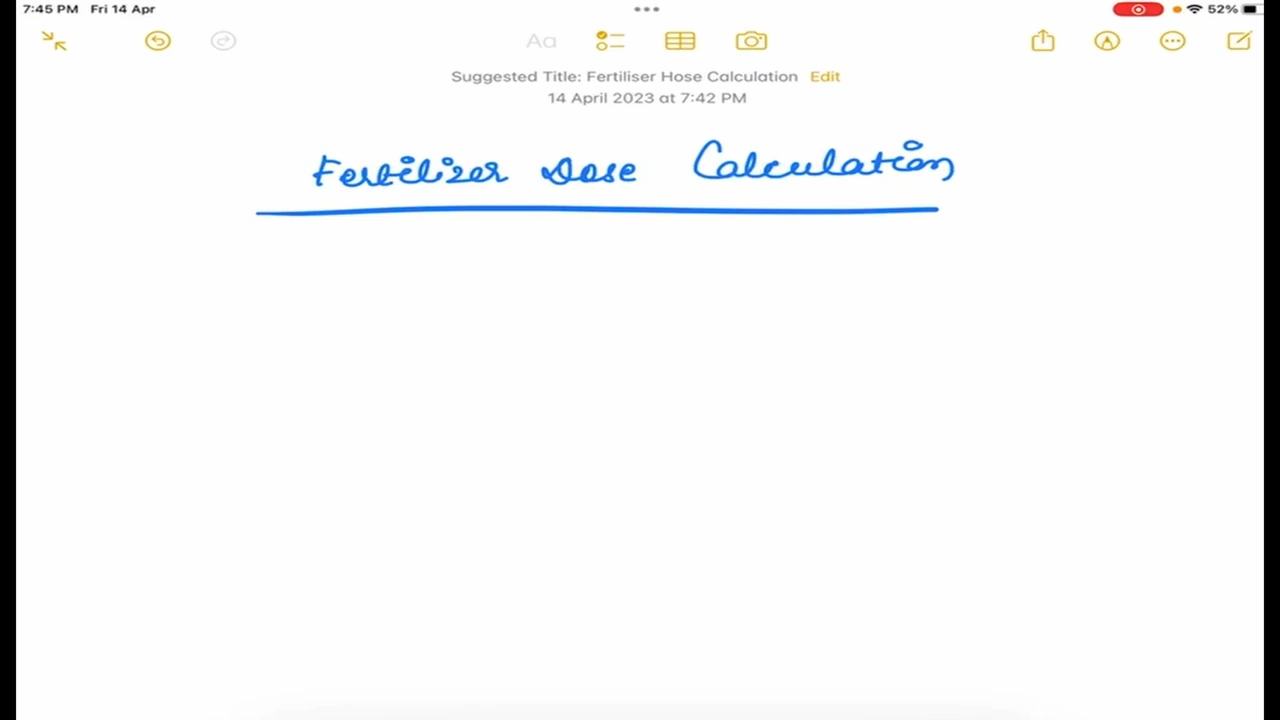 7:45 PM Fri 14 Apr
52%
Aa
Suggested Title: Fertiliser Hose Calculation Edit
14 April 2023 at 7:42 PM
Fertilizer Dose Calculation